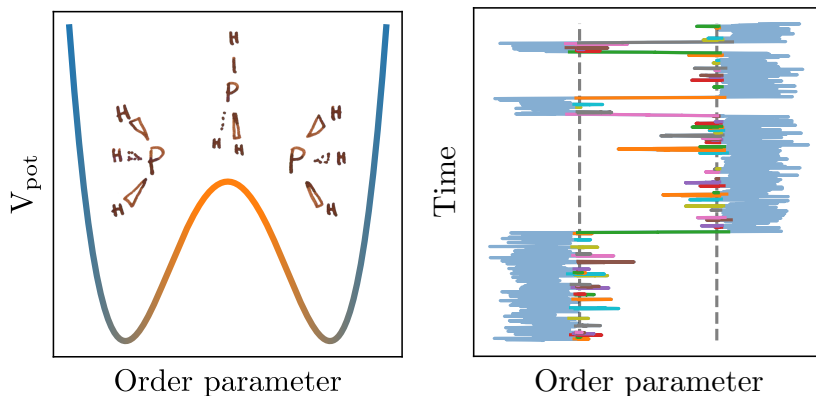 V_pot
H
P
H H
H
H P
H
H
P H
H
Order parameter
Time
Order parameter